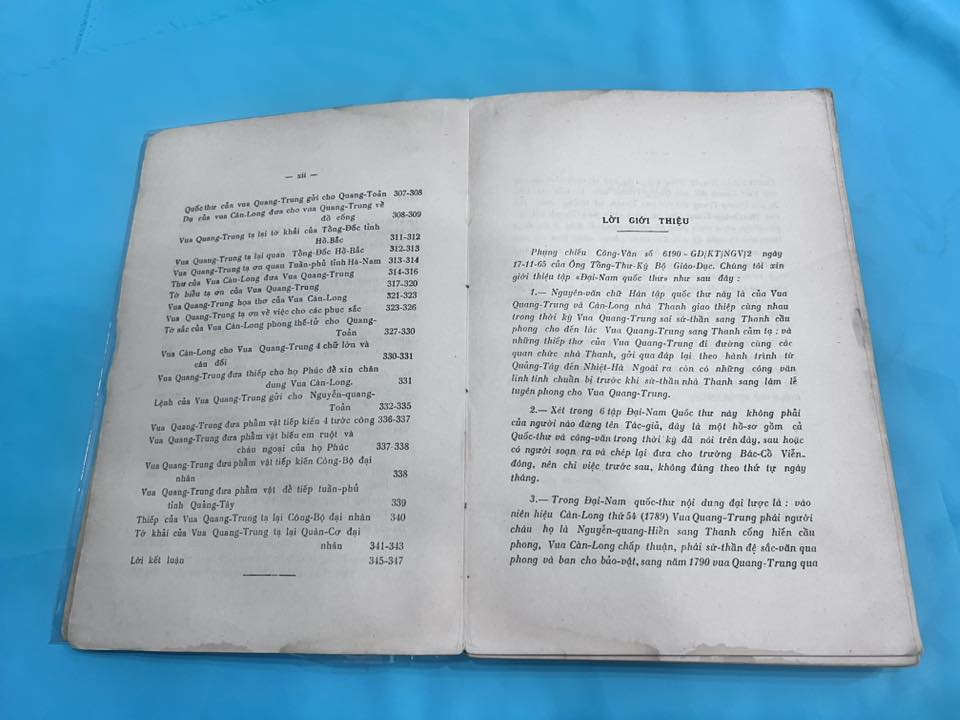 — xii —
Quốc thư của vua Quang-Trung gửi cho Quang-Toản 307-308
Dụ của vua Càn-Long đưa cho vua Quang-Trung về
đồ cống 308-309
Vua Quang-Trung tạ lại tờ khải của Tổng-Đốc tỉnh
Hồ.Bắc 311-312
Vua Quang-Trung tạ lại quan Tổng-Đốc Hồ-Bắc 312-313
Vua Quang-Trung tạ ơn quan Tuần-phủ tỉnh Hà-Nam 313-314
Thư của Vua Càn-Long đưa Vua Quang-Trung 314-316
Tờ biểu tạ ơn của Vua Quang-Trung 317-320
Vua Quang-Trung họa thơ của Vua Càn-Long 321-323
Vua Quang-Trung tạ ơn về việc cho các phục sắc 323-326
Tờ sắc của Vua Càn-Long phong thế-tử cho Quang-
Toản 327-330
Vua Càn-Long cho Vua Quang-Trung 4 chữ lớn và
câu đối 330-331
Vua Quang-Trung đưa thiếp cho họ Phúc để xin chân
dung Vua Càn-Long. 331
Lệnh của Vua Quang-Trung gửi cho Nguyễn-quang-
Toản 332-335
Vua Quang-Trung đưa phẩm vật tiếp kiến 4 tước công 336-337
Vua Quang-Trung đưa phẩm vật biếu em ruột và
cháu ngoại của họ Phúc 337-338
Vua Quang-Trung đưa phẩm vật tiếp kiến Công-Bộ đại
nhân 338
Vua Quang-Trung đưa phẩm vật để tiếp tuần-phủ
tỉnh Quảng-Tây 339
Thiếp của Vua Quang-Trung tạ lại Công-Bộ đại nhân 340
Tờ khải của Vua Quang-Trung tạ lại Quân-Cơ đại
nhân 341-343
Lời kết luận 345-347
LỜI GIỚI THIỆU
Phụng chiếu Công-Văn số 6190 - GD|KT|NGV|2 ngày
17-11-65 của Ông Tổng-Thư-Ký Bộ Giáo-Dục. Chúng tôi xin
giới thiệu tập «Đại-Nam quốc thư» như sau đây :
1.— Nguyên-văn chữ Hán tập quốc thư này là của Vua
Quang-Trung và Càn-Long nhà Thanh giao thiệp cùng nhau
trong thời kỳ Vua Quang-Trung sai sứ-thần sang Thanh cầu
phong cho đến lúc Vua Quang-Trung sang Thanh cảm tạ : và
những thiếp thơ của Vua Quang-Trung đi đường cùng các
quan chức nhà Thanh, gởi qua đáp lại theo hành trình từ
Quảng-Tây đến Nhiệt-Hà Ngoài ra còn có những công văn
linh tinh chuẩn bị trước khi sứ-thần nhà Thanh sang làm lễ
tuyên phong cho Vua Quang-Trung.
2.— Xét trong 6 tập Đại-Nam Quốc thư này không phải
của người nào đứng tên Tác-giả, đây là một hồ-sơ gồm cả
Quốc-thư và công-văn trong thời kỳ đã nói trên đây, sau hoặc
có người soạn ra và chép lại đưa cho trường Bác-Cổ Viễn-
đông, nên chỉ việc trước sau, không đúng theo thứ tự ngày
tháng.
3.— Trong Đại-Nam quốc-thư nội dung đại lược là : vào
niên hiệu Càn-Long thứ 54 (1789) Vua Quang-Trung phái người
cháu họ là Nguyễn-quang-Hiển sang Thanh cống hiến cầu
phong, Vua Càn-Long chấp thuận, phái sứ-thần đệ sắc-văn qua
phong và ban cho bảo-vật, sang năm 1790 vua Quang-Trung qua